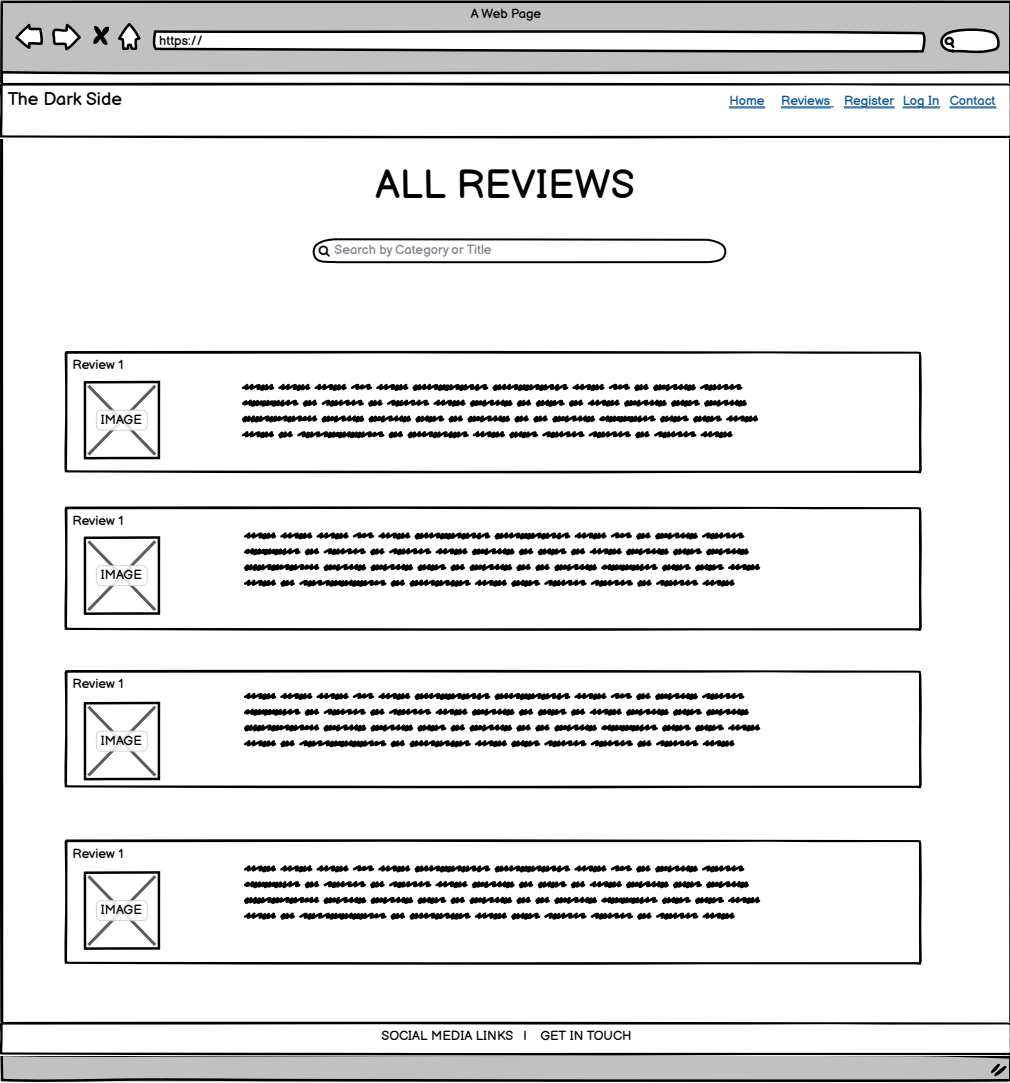 A Web Page
https://
The Dark Side
Home Reviews Register Log In Contact
ALL REVIEWS
Search by Category or Title
Review 1
IMAGE
Review 1
IMAGE
Review 1
IMAGE
Review 1
IMAGE
SOCIAL MEDIA LINKS | GET IN TOUCH